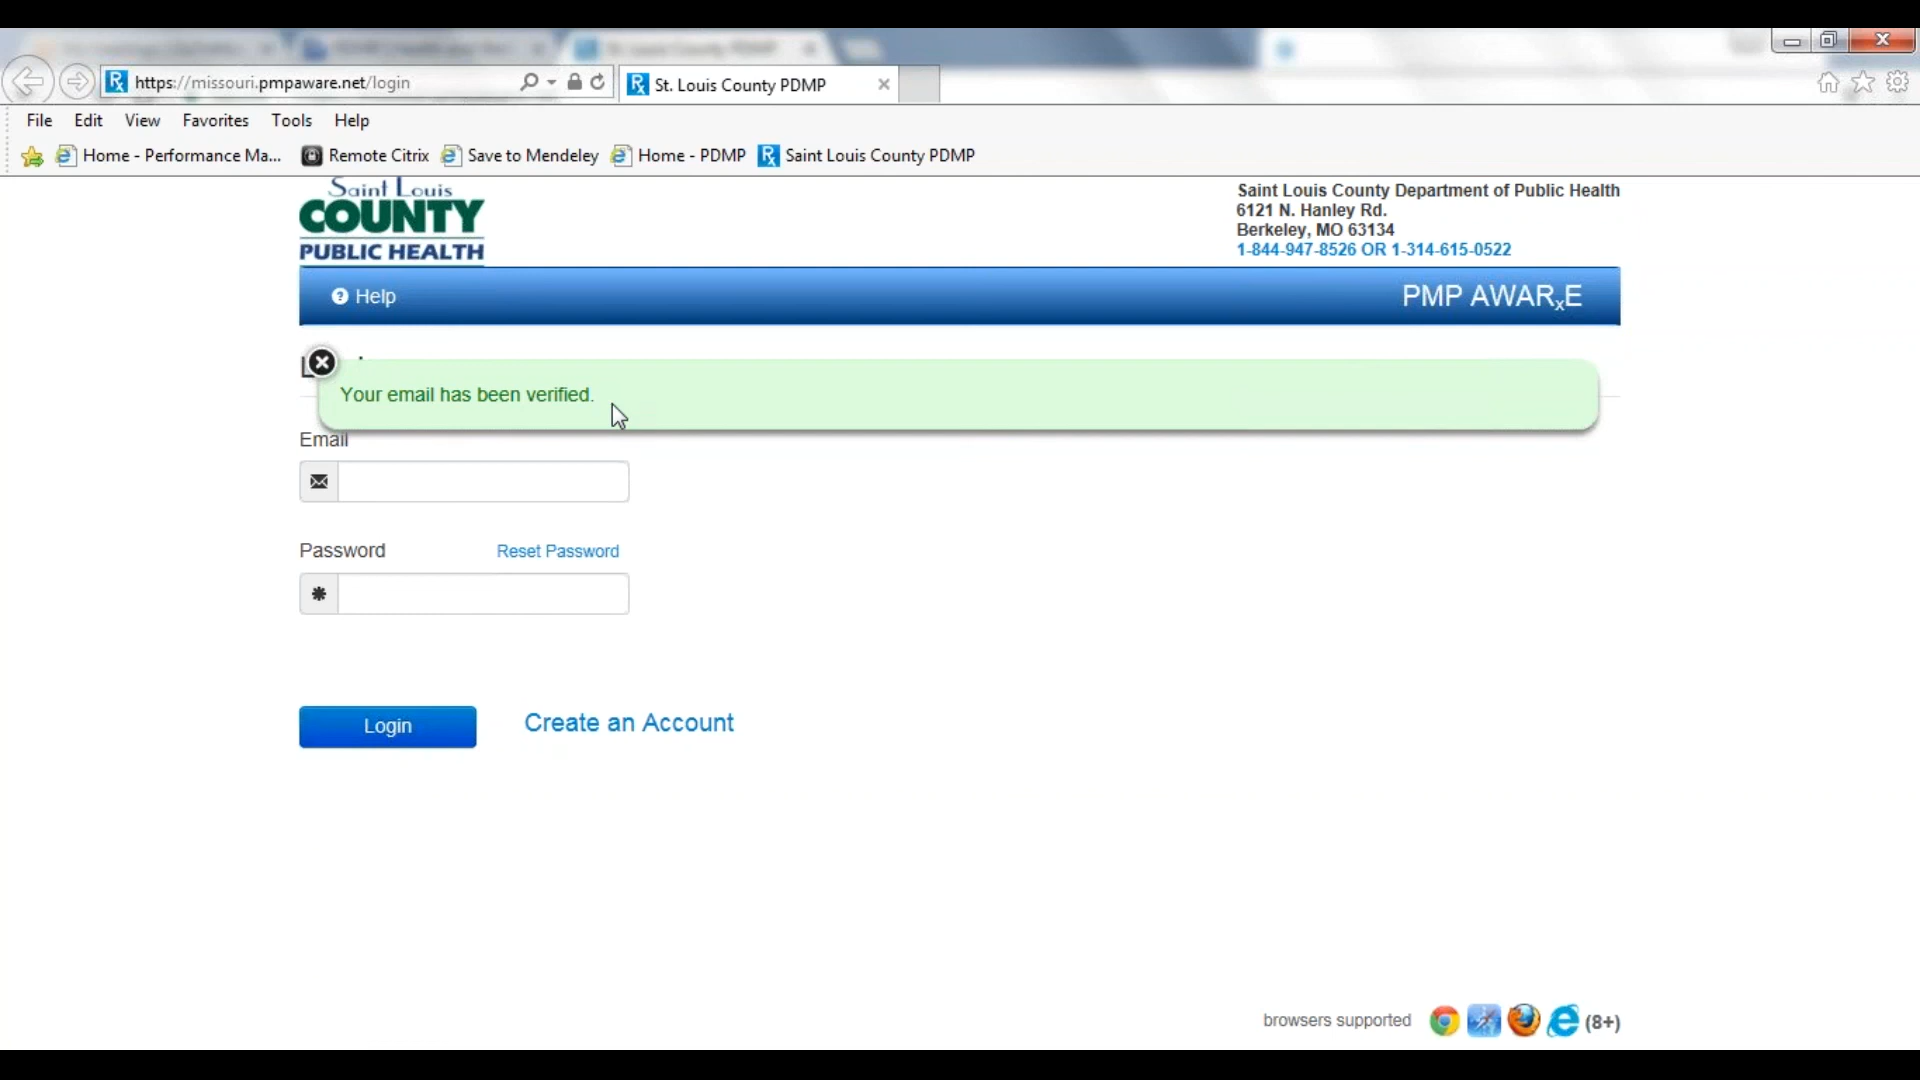 https://missouri.pmpaware.net/login
St. Louis County PDMP
File Edit View Favorites Tools Help
Home - Performance Ma... Remote Citrix Save to Mendeley Home - PDMP Saint Louis County PDMP
Saint Louis
COUNTY
PUBLIC HEALTH
Saint Louis County Department of Public Health
6121 N. Hanley Rd.
Berkeley, MO 63134
1-844-947-8526 OR 1-314-615-0522
Help
PMP AWARxE
Your email has been verified.
Email
Password Reset Password
Login Create an Account
browsers supported (8+)